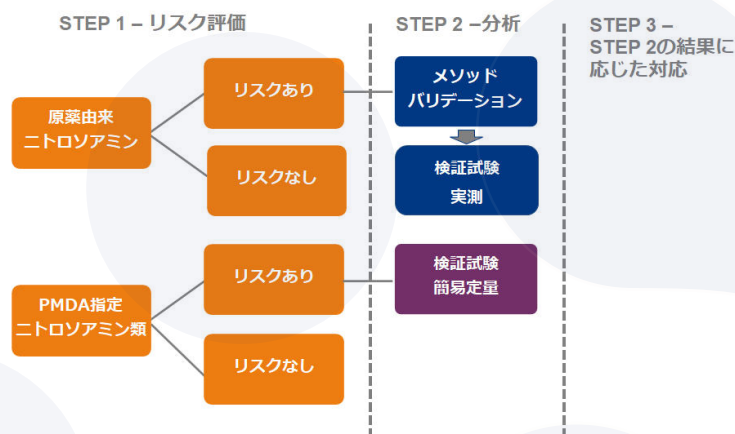 STEP 1 – リスク評価
STEP 2 –分析
STEP 3 –
STEP 2の結果に
応じた対応
原薬由来
ニトロソアミン
リスクあり
リスクなし
メソッド
バリデーション
検証試験
実測
PMDA指定
ニトロソアミン類
リスクあり
リスクなし
検証試験
簡易定量